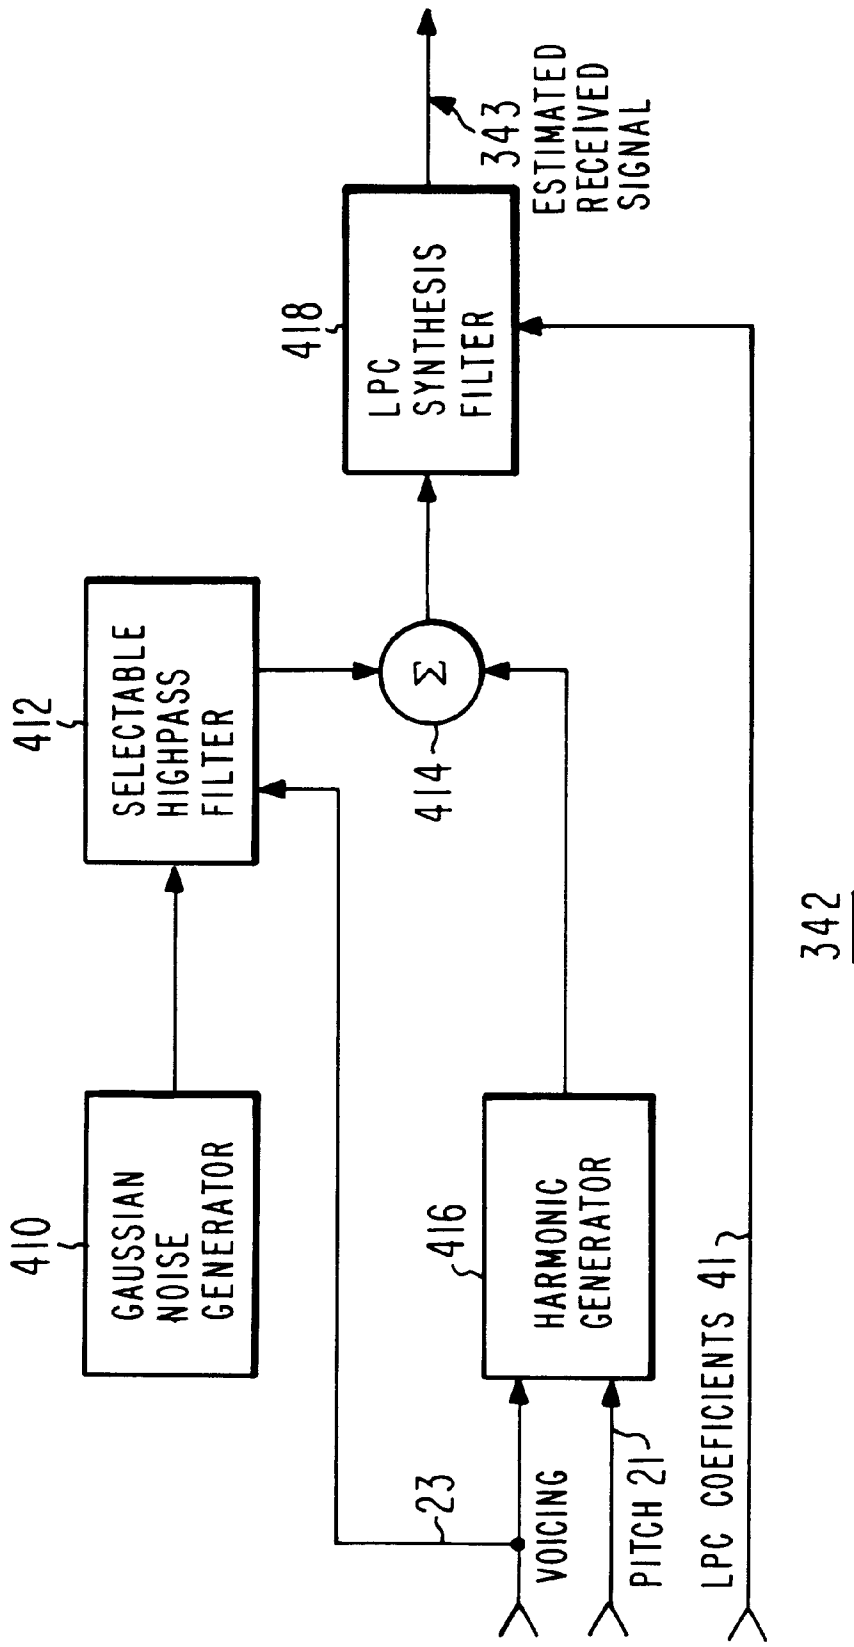 410
GAUSSIAN
NOISE
GENERATOR
412
SELECTABLE
HIGHPASS
FILTER
418
LPC
SYNTHESIS
FILTER
343
ESTIMATED
RECEIVED
SIGNAL
414
Σ
23
VOICING
416
HARMONIC
GENERATOR
PITCH 21
LPC COEFICIENTS 41
342